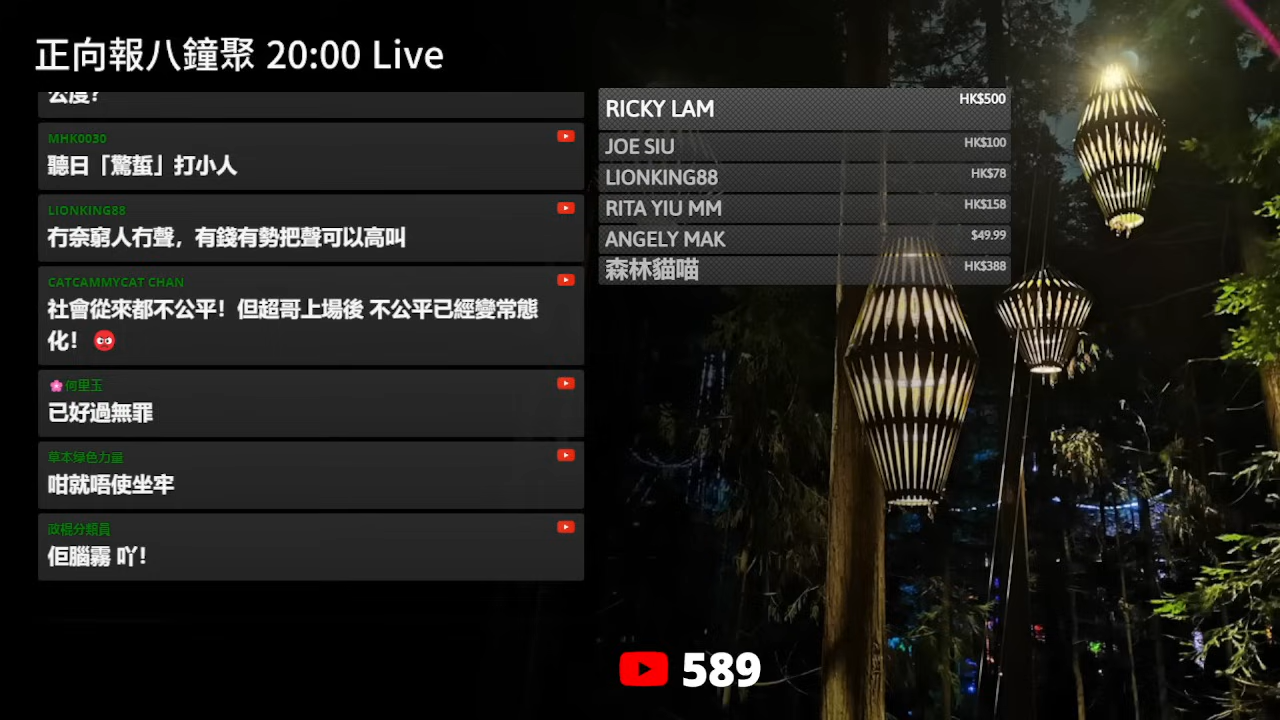 正向報八鐘聚 20:00 Live
公度?
MHK0030
聽日「驚蜇」打小人
LIONKING88
冇奈窮人冇聲，有錢有勢把聲可以高叫
CATCAMMYCAT CHAN
社會從來都不公平！但超哥上場後 不公平已經變常態
化！
🌸何里玉
已好過無罪
草本绿色力量
咁就唔使坐牢
政棍分類員
佢腦霧 吖！
RICKY LAM HK$500
JOE SIU HK$100
LIONKING88 HK$78
RITA YIU MM HK$158
ANGELY MAK $49.99
森林貓喵 HK$388
589